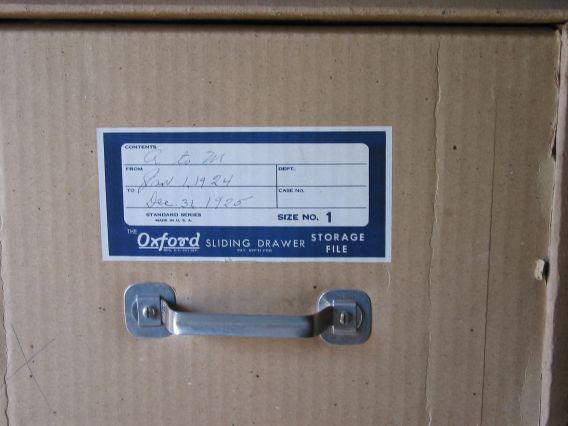 CONTENTS
A to M
FROM
Jan 1, 1924
DEPT.
TO
Dec. 31, 1925
CASE No.
STANDARD SERIES
MADE IN U. S. A.
SIZE NO. 1
THE Oxford SLIDING DRAWER STORAGE FILE